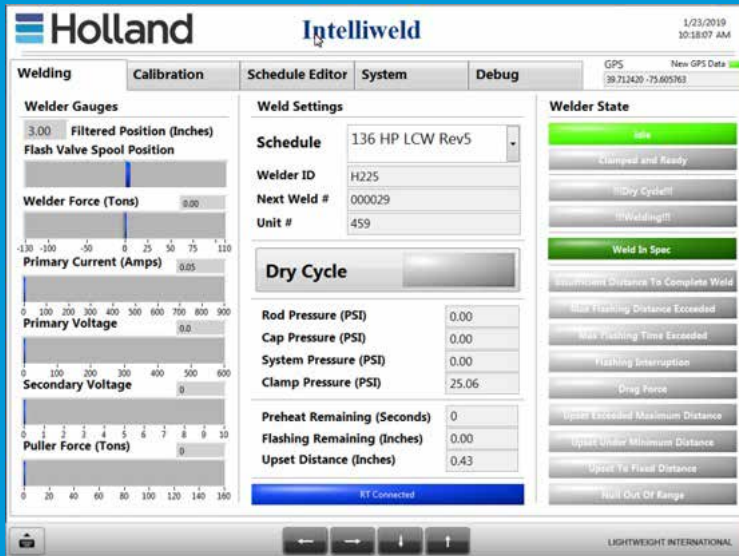 Holland
Intelliweld
1/23/2019
10:18:07 AM
Welding
Calibration
Schedule Editor
System
Debug
GPS
New GPS Data
39.712420 -75.605763
Welder Gauges
3.00 Filtered Position (Inches)
Flash Valve Spool Position
Welder Force (Tons) 0.00
-130 -100 -50 0 25 50 75 110
Primary Current (Amps) 0.05
0 100 200 300 400 500 600 700 800 900
Primary Voltage 0.0
0 100 200 300 400 500 600
Secondary Voltage 0
0 1 2 3 4 5 6 7 8 9 10
Puller Force (Tons) 0
0 20 40 60 80 100 120 140 160
Weld Settings
Schedule 136 HP LCW Rev5
Welder ID H225
Next Weld # 000029
Unit # 459
Dry Cycle
Rod Pressure (PSI) 0.00
Cap Pressure (PSI) 0.00
System Pressure (PSI) 0.00
Clamp Pressure (PSI) 25.06
Preheat Remaining (Seconds) 0
Flashing Remaining (Inches) 0.00
Upset Distance (Inches) 0.43
RT Connected
Welder State
Idle
Clamped and Ready
!!!Dry Cycle!!!
!!!Welding!!!
Weld In Spec
Insufficient Distance To Complete Weld
Max Flashing Distance Exceeded
Max Flashing Time Exceeded
Flashing Interruption
Drag Force
Upset Exceeded Maximum Distance
Upset Under Minimum Distance
Upset To Fixed Distance
Null Out Of Range
LIGHTWEIGHT INTERNATIONAL